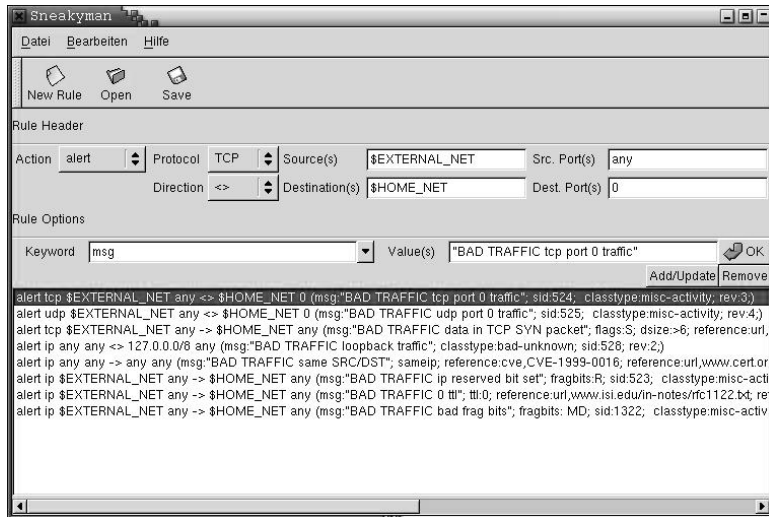 Sneakyman
Datei Bearbeiten Hilfe
New Rule Open Save
Rule Header
Action alert Protocol TCP Source(s) $EXTERNAL_NET Src. Port(s) any
Direction <> Destination(s) $HOME_NET Dest. Port(s) 0
Rule Options
Keyword msg Value(s) "BAD TRAFFIC tcp port 0 traffic" OK
Add/Update Remove
alert tcp $EXTERNAL_NET any <> $HOME_NET 0 (msg:"BAD TRAFFIC tcp port 0 traffic"; sid:524; classtype:misc-activity; rev:3;)
alert udp $EXTERNAL_NET any <> $HOME_NET 0 (msg:"BAD TRAFFIC udp port 0 traffic"; sid:525; classtype:misc-activity; rev:4;)
alert tcp $EXTERNAL_NET any -> $HOME_NET any (msg:"BAD TRAFFIC data in TCP SYN packet"; flags:S; dsize:>6; reference:url,
alert ip any any <> 127.0.0.0/8 any (msg:"BAD TRAFFIC loopback traffic"; classtype:bad-unknown; sid:528; rev:2;)
alert ip any any -> any any (msg:"BAD TRAFFIC same SRC/DST"; sameip; reference:cve,CVE-1999-0016; reference:url,www.cert.or
alert ip $EXTERNAL_NET any -> $HOME_NET any (msg:"BAD TRAFFIC ip reserved bit set"; fragbits:R; sid:523; classtype:misc-acti
alert ip $EXTERNAL_NET any -> $HOME_NET any (msg:"BAD TRAFFIC 0 ttl"; ttl:0; reference:url,www.isi.edu/in-notes/rfc1122.txt; re
alert ip $EXTERNAL_NET any -> $HOME_NET any (msg:"BAD TRAFFIC bad frag bits"; fragbits: MD; sid:1322; classtype:misc-activ